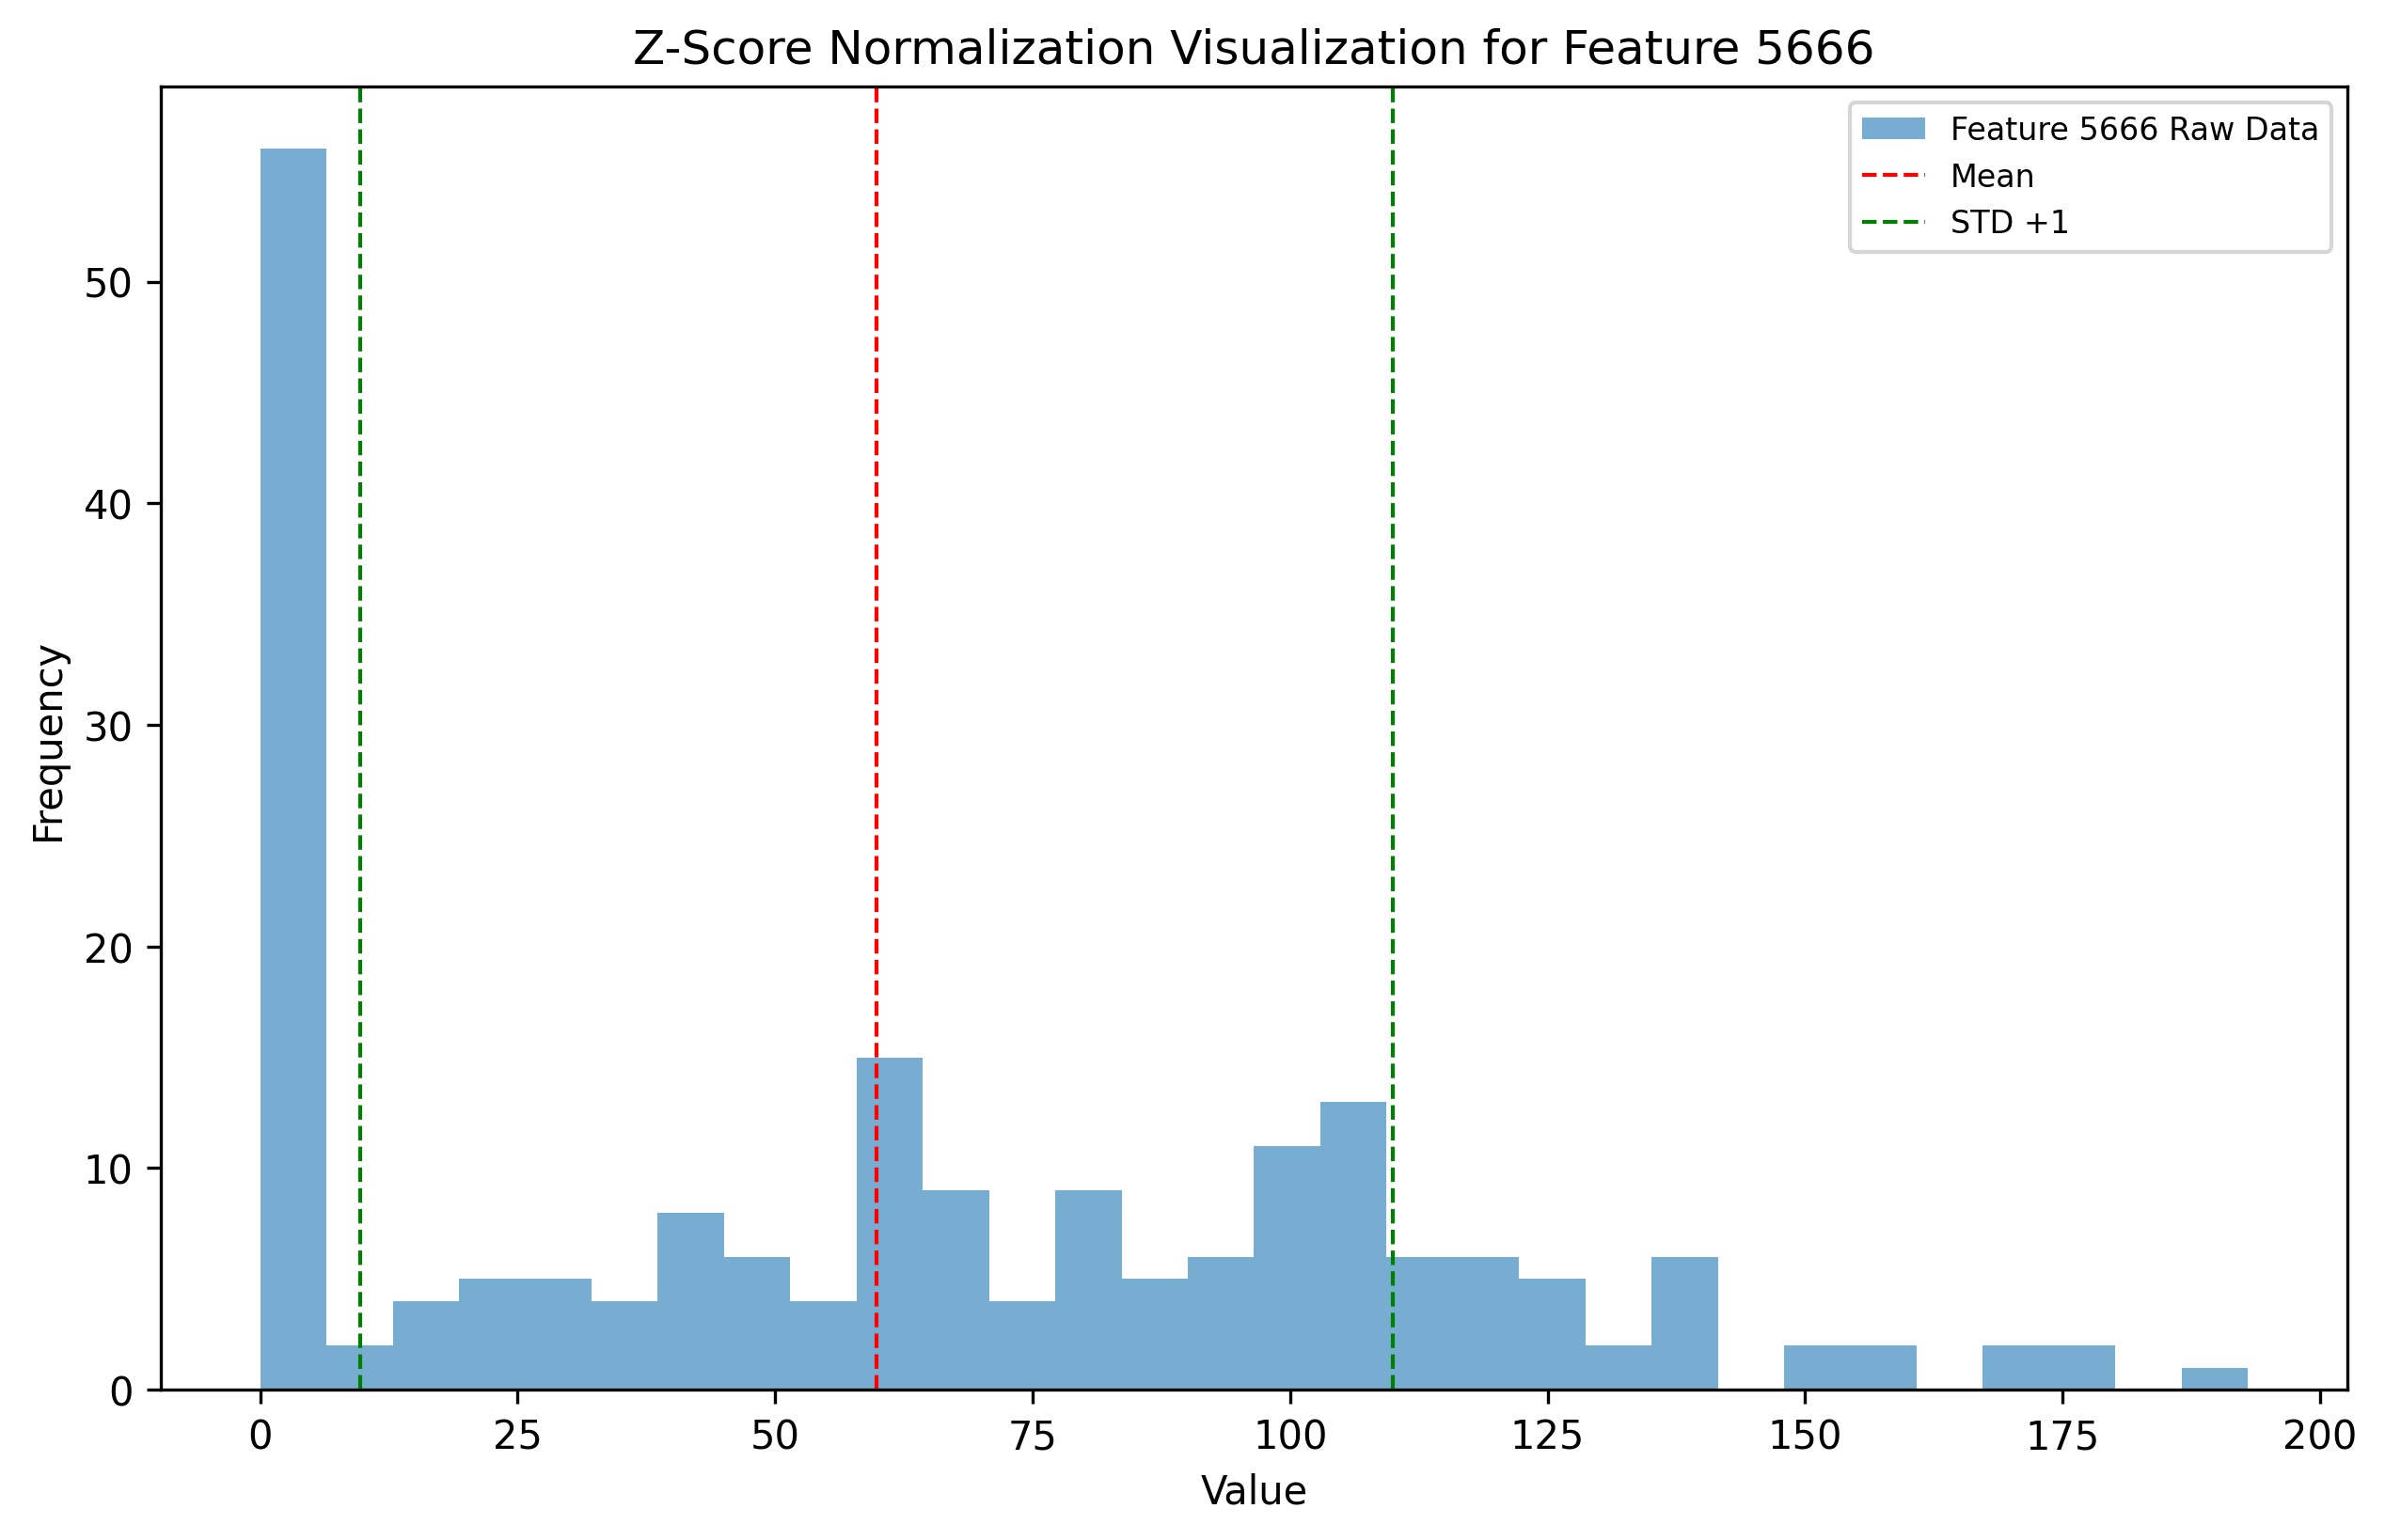 Z-Score Normalization Visualization for Feature 5666
Feature 5666 Raw Data
Mean
STD +1
Frequency
50
40
30
20
10
0
0 25 50 75 100 125 150 175 200
Value